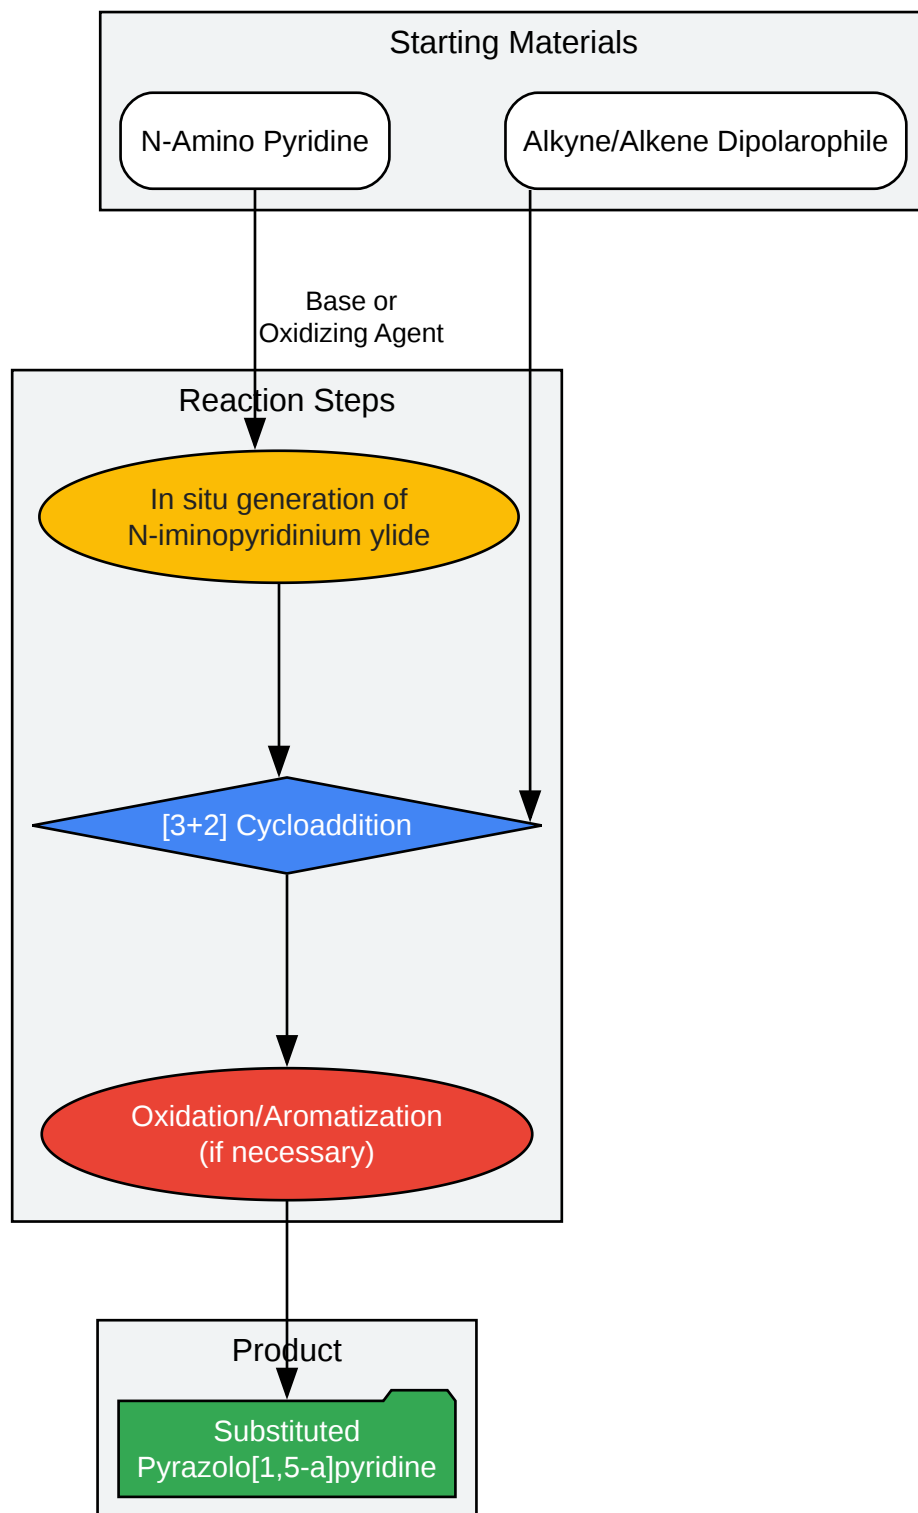 Starting Materials
N-Amino Pyridine
Alkyne/Alkene Dipolarophile
Base or
Oxidizing Agent
Reaction Steps
In situ generation of
N-iminopyridinium ylide
[3+2] Cycloaddition
Oxidation/Aromatization
(if necessary)
Product
Substituted
Pyrazolo[1,5-a]pyridine